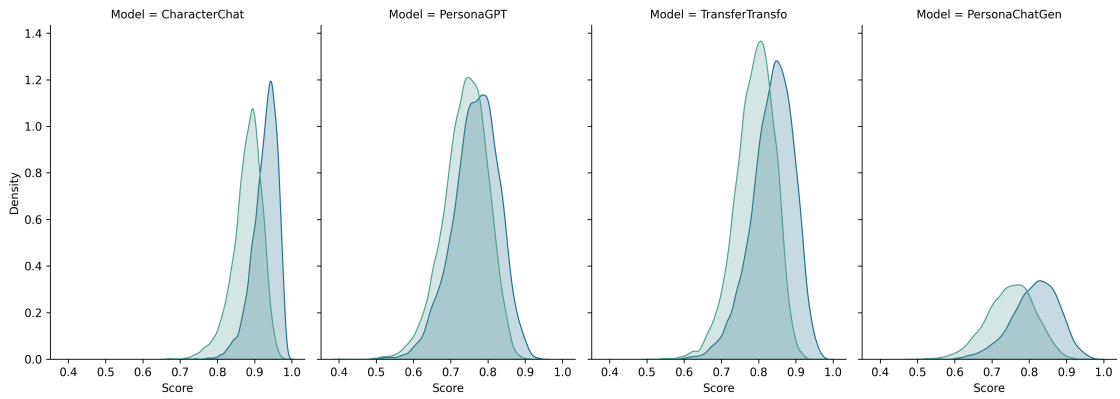 Model = CharacterChat
Model = PersonaGPT
Model = TransferTransfo
Model = PersonaChatGen
1.4
1.2
1.0
0.8
0.6
0.4
0.2
0.0
Density
0.4 0.5 0.6 0.7 0.8 0.9 1.0
0.4 0.5 0.6 0.7 0.8 0.9 1.0
0.4 0.5 0.6 0.7 0.8 0.9 1.0
0.4 0.5 0.6 0.7 0.8 0.9 1.0
Score
Score
Score
Score